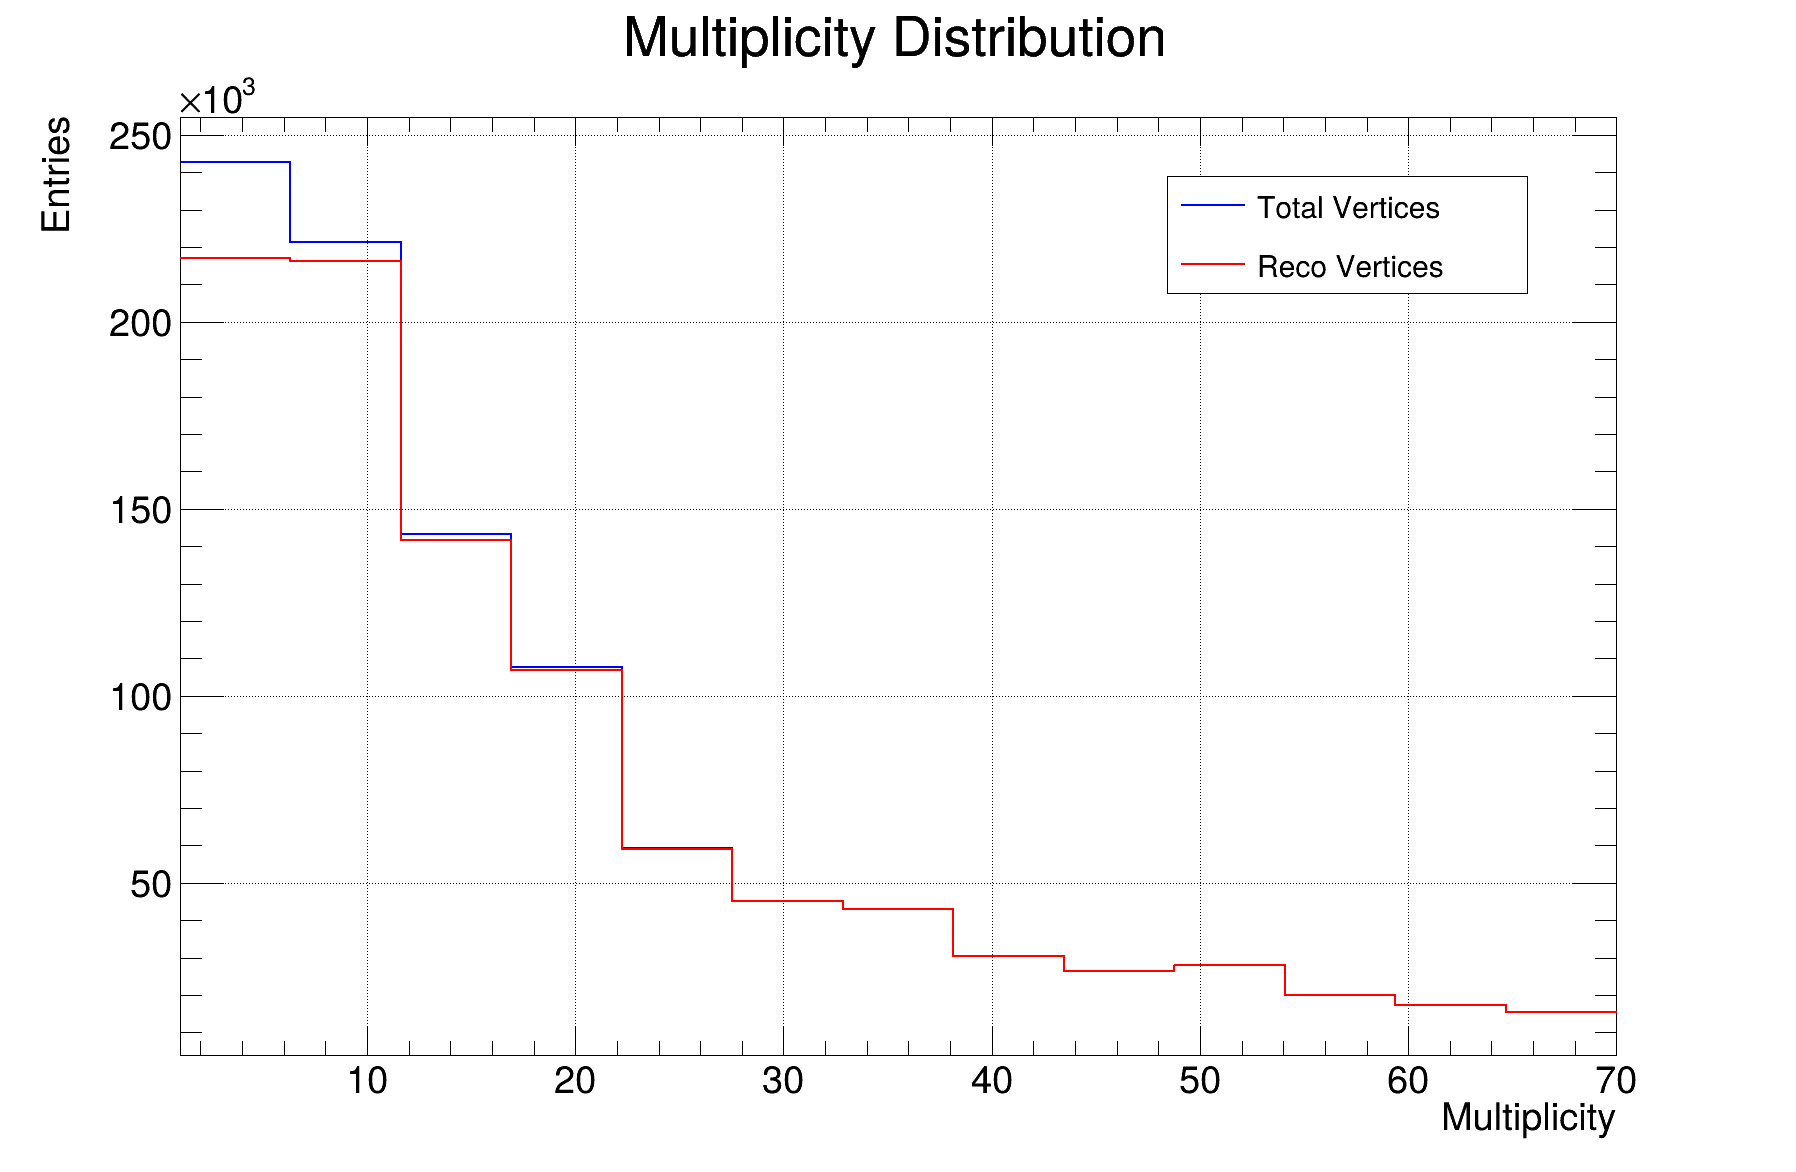 Multiplicity Distribution
×10³
Entries
250
200
150
100
50
Total Vertices
Reco Vertices
10 20 30 40 50 60 70
Multiplicity